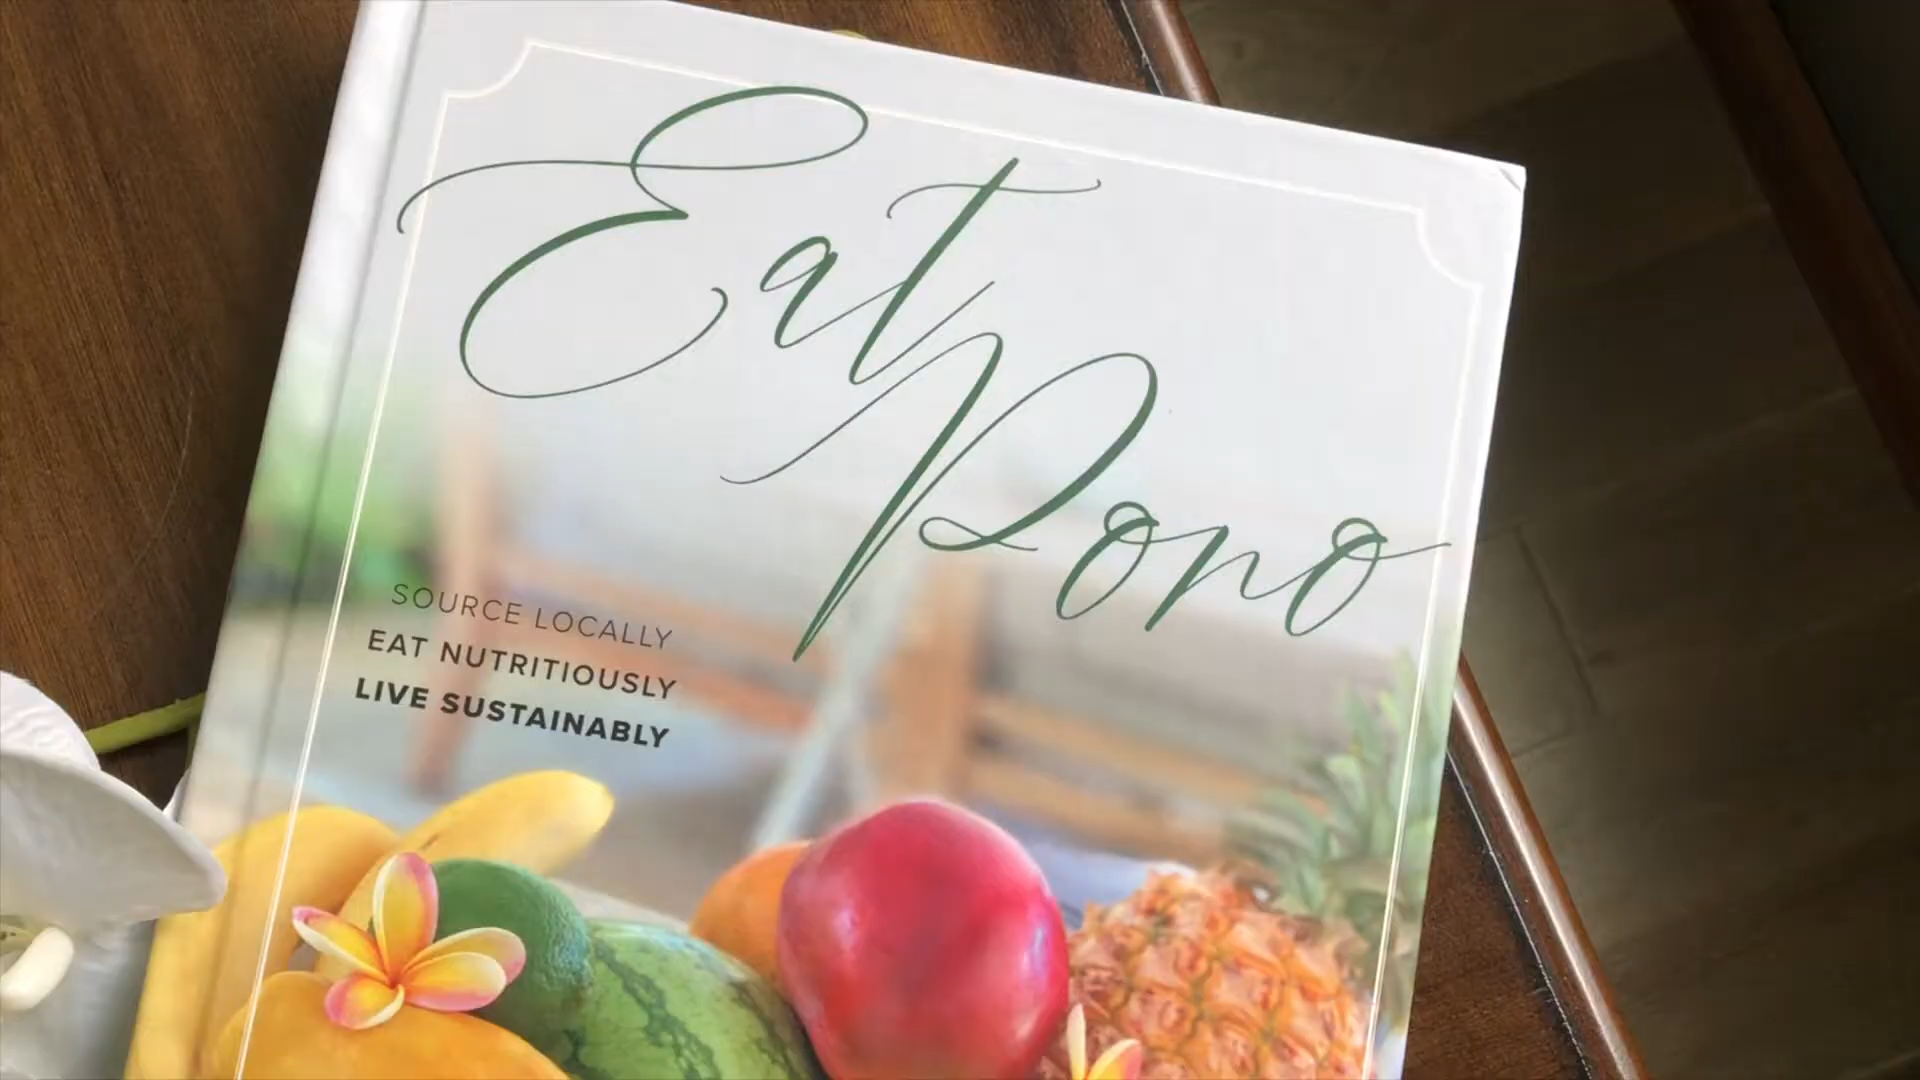 Eat
Pono
SOURCE LOCALLY
EAT NUTRITIOUSLY
LIVE SUSTAINABLY